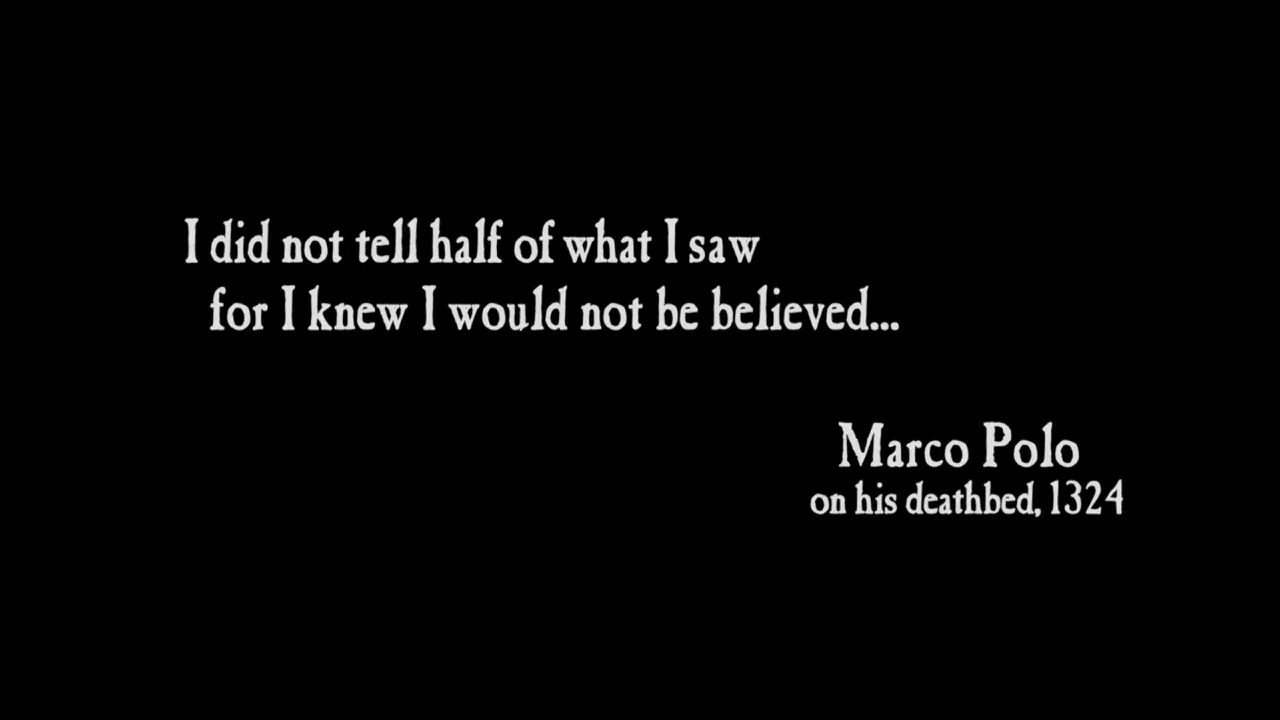 I did not tell half of what I saw
for I knew I would not be believed...
Marco Polo
on his deathbed, 1324